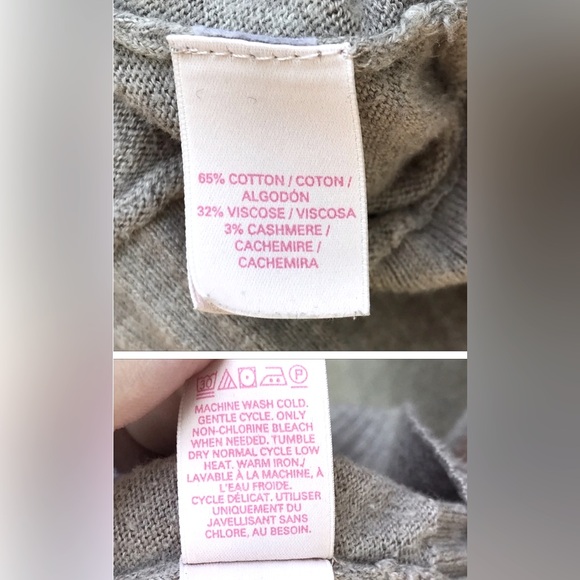 65% COTTON / COTON /
ALGODÓN
32% VISCOSE / VISCOSA
3% CASHMERE /
CACHEMIRE /
CACHEMIRA
30 P
MACHINE WASH COLD.
GENTLE CYCLE. ONLY
NON-CHLORINE BLEACH
WHEN NEEDED. TUMBLE
DRY NORMAL CYCLE LOW
HEAT. WARM IRON./
LAVABLE À LA MACHINE, À
L'EAU FROIDE.
CYCLE DÉLICAT. UTILISER
UNIQUEMENT DU
JAVELLISANT SANS
CHLORE, AU BESOIN.